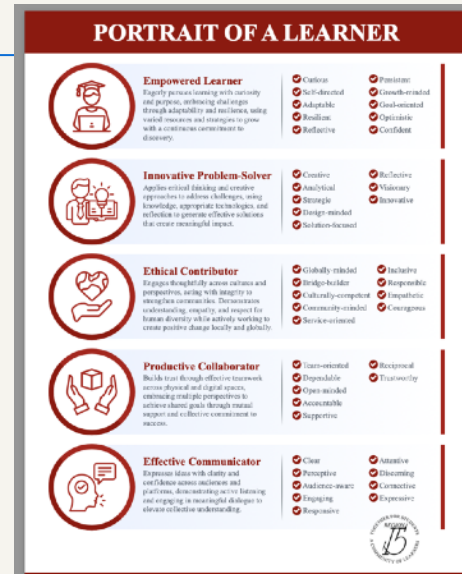 PORTRAIT OF A LEARNER
Empowered Learner
Eagerly pursues learning with curiosity
and purpose, embracing challenges
through adaptability and resilience, using
varied resources and strategies to grow
with a continuous commitment to
discovery.
Curious
Self-directed
Adaptable
Resilient
Reflective
Persistent
Growth-minded
Goal-oriented
Optimistic
Confident
Innovative Problem-Solver
Applies critical thinking and creative
approaches to address challenges, using
knowledge, appropriate technologies, and
reflection to generate effective solutions
that create meaningful impact.
Creative
Analytical
Strategic
Design-minded
Solution-focused
Reflective
Visionary
Innovative
Ethical Contributor
Engages thoughtfully across cultures and
perspectives, acting with integrity to
strengthen communities. Demonstrates
understanding, empathy, and respect for
human diversity while actively working to
create positive change locally and globally.
Globally-minded
Bridge-builder
Culturally-competent
Community-minded
Service-oriented
Inclusive
Responsible
Empathetic
Courageous
Productive Collaborator
Builds trust through effective teamwork
across physical and digital spaces,
embracing multiple perspectives to
achieve shared goals through mutual
support and collective commitment to
success.
Team-oriented
Dependable
Open-minded
Accountable
Supportive
Reciprocal
Trustworthy
Effective Communicator
Expresses ideas with clarity and
confidence across audiences and
platforms, demonstrating active listening
and engaging in meaningful dialogue to
elevate collective understanding.
Clear
Perceptive
Audience-aware
Engaging
Responsive
Attentive
Discerning
Connective
Expressive
15